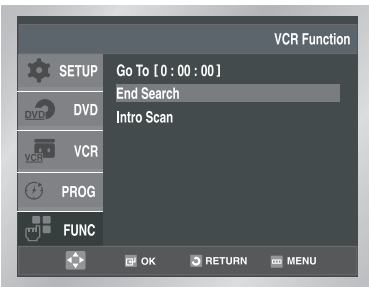 VCR Function
SETUP
Go To [ 0 : 00 : 00 ]
End Search
DVD DVD
Intro Scan
VCR VCR
PROG
FUNC
OK RETURN MENU